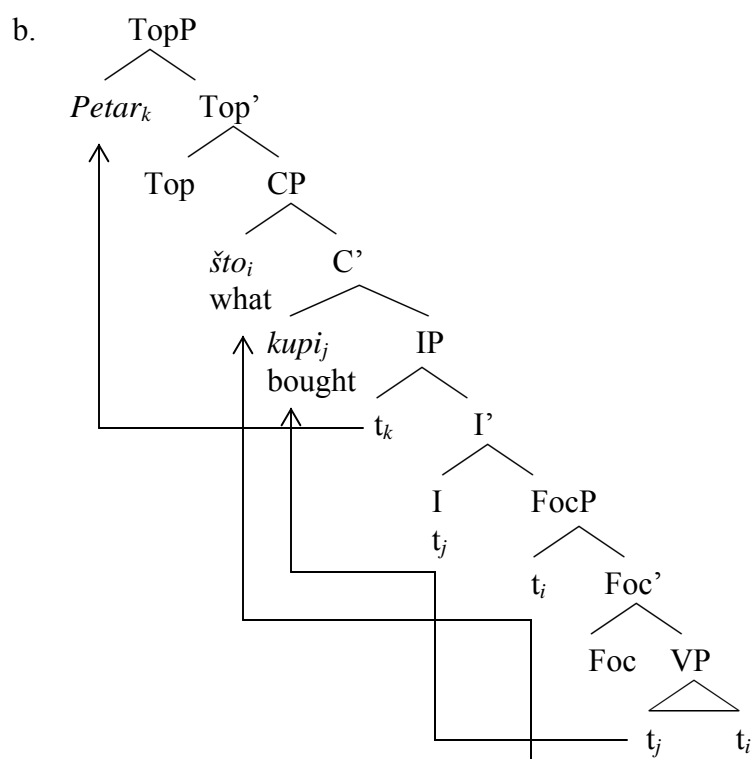 b. TopP
Petark Top’
Top CP
štoi C’
what
kupij IP
bought
tk I’
I FocP
tj
ti Foc’
Foc VP
tj ti